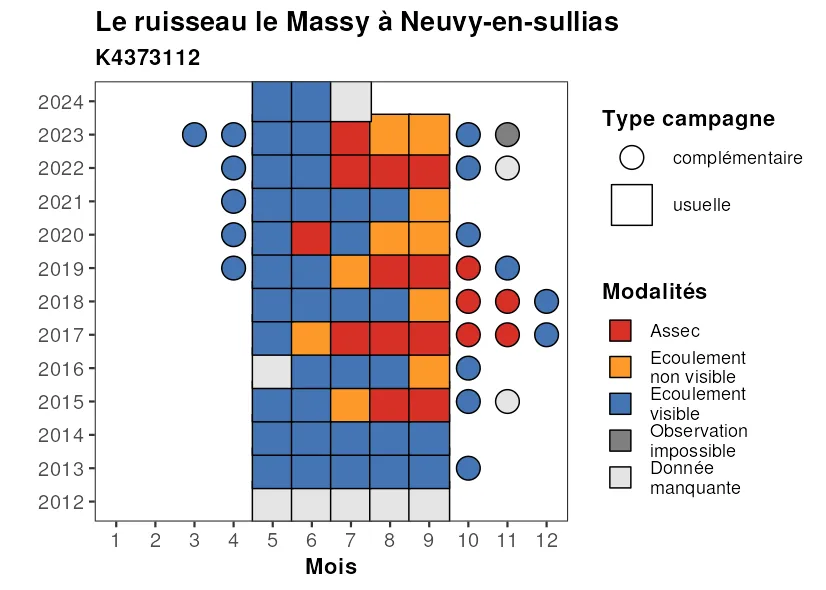 Le ruisseau le Massy à Neuvy-en-sullias
K4373112
2024
2023
2022
2021
2020
2019
2018
2017
2016
2015
2014
2013
2012
1 2 3 4 5 6 7 8 9 10 11 12
Mois
Type campagne
complémentaire
usuelle
Modalités
Assec
Ecoulement
non visible
Ecoulement
visible
Observation
impossible
Donnée
manquante